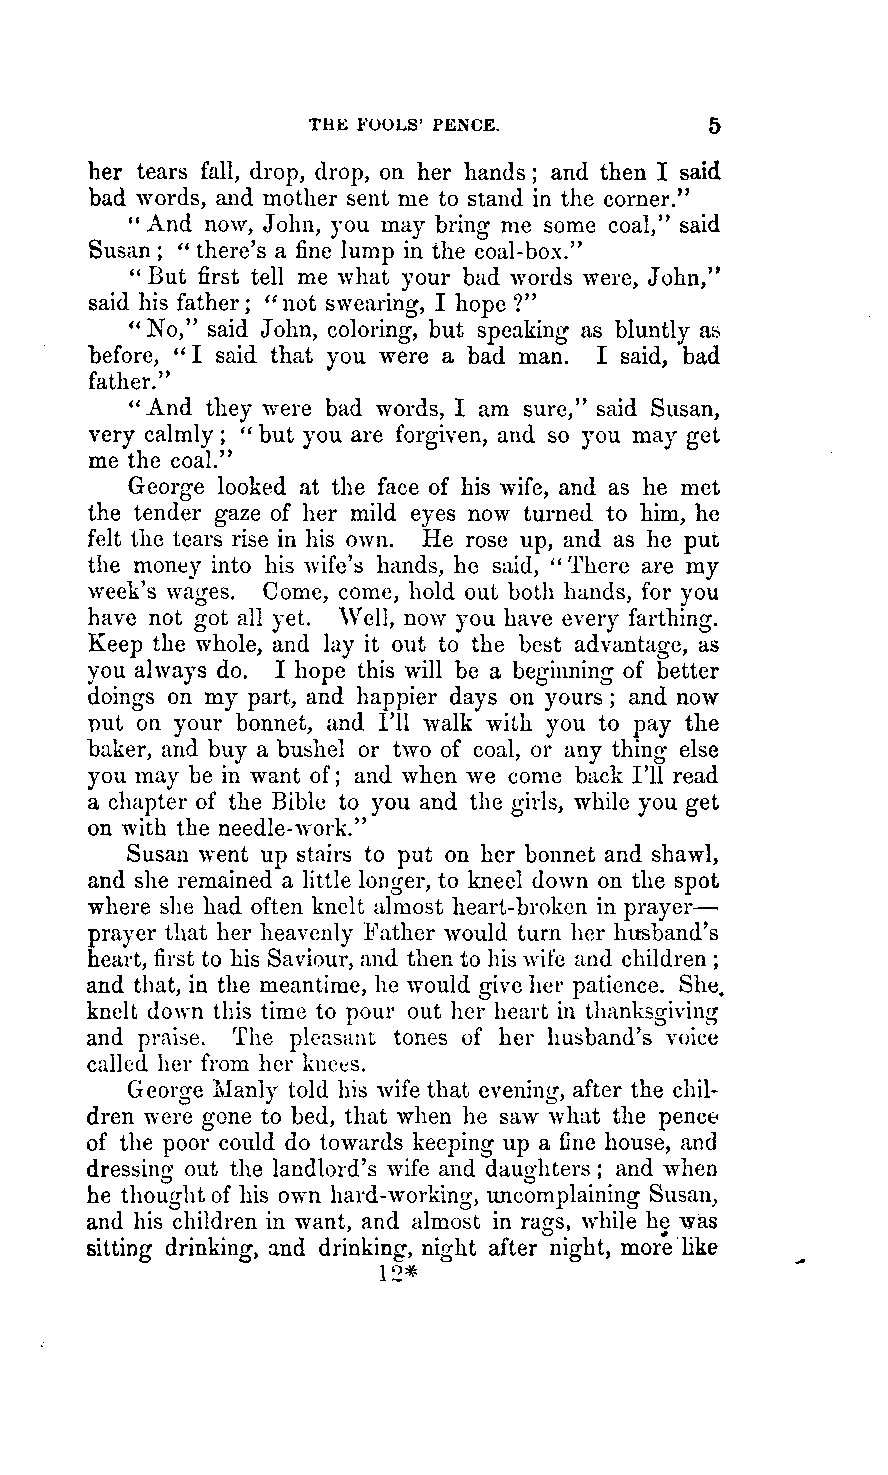 THE FOOLS' PENCE. 5
her tears fall, drop, drop, on her hands; and then I said
bad words, and mother sent me to stand in the corner."
"And now, John, you may bring me some coal," said
Susan; "there's a fine lump in the coal-box."
"But first tell me what your bad words were, John,"
said his father; "not swearing, I hope?"
"No," said John, coloring, but speaking as bluntly as
before, "I said that you were a bad man. I said, bad
father."
"And they were bad words, I am sure," said Susan,
very calmly; "but you are forgiven, and so you may get
me the coal."
George looked at the face of his wife, and as he met
the tender gaze of her mild eyes now turned to him, he
felt the tears rise in his own. He rose up, and as he put
the money into his wife's hands, he said, "There are my
week's wages. Come, come, hold out both hands, for you
have not got all yet. Well, now you have every farthing.
Keep the whole, and lay it out to the best advantage, as
you always do. I hope this will be a beginning of better
doings on my part, and happier days on yours; and now
put on your bonnet, and I'll walk with you to pay the
baker, and buy a bushel or two of coal, or any thing else
you may be in want of; and when we come back I'll read
a chapter of the Bible to you and the girls, while you get
on with the needle-work."
Susan went up stairs to put on her bonnet and shawl,
and she remained a little longer, to kneel down on the spot
where she had often knelt almost heart-broken in prayer—
prayer that her heavenly Father would turn her husband's
heart, first to his Saviour, and then to his wife and children;
and that, in the meantime, he would give her patience. She
knelt down this time to pour out her heart in thanksgiving
and praise. The pleasant tones of her husband's voice
called her from her knees.
George Manly told his wife that evening, after the chil-
dren were gone to bed, that when he saw what the pence
of the poor could do towards keeping up a fine house, and
dressing out the landlord's wife and daughters; and when
he thought of his own hard-working, uncomplaining Susan,
and his children in want, and almost in rags, while he was
sitting drinking, and drinking, night after night, more like
12*